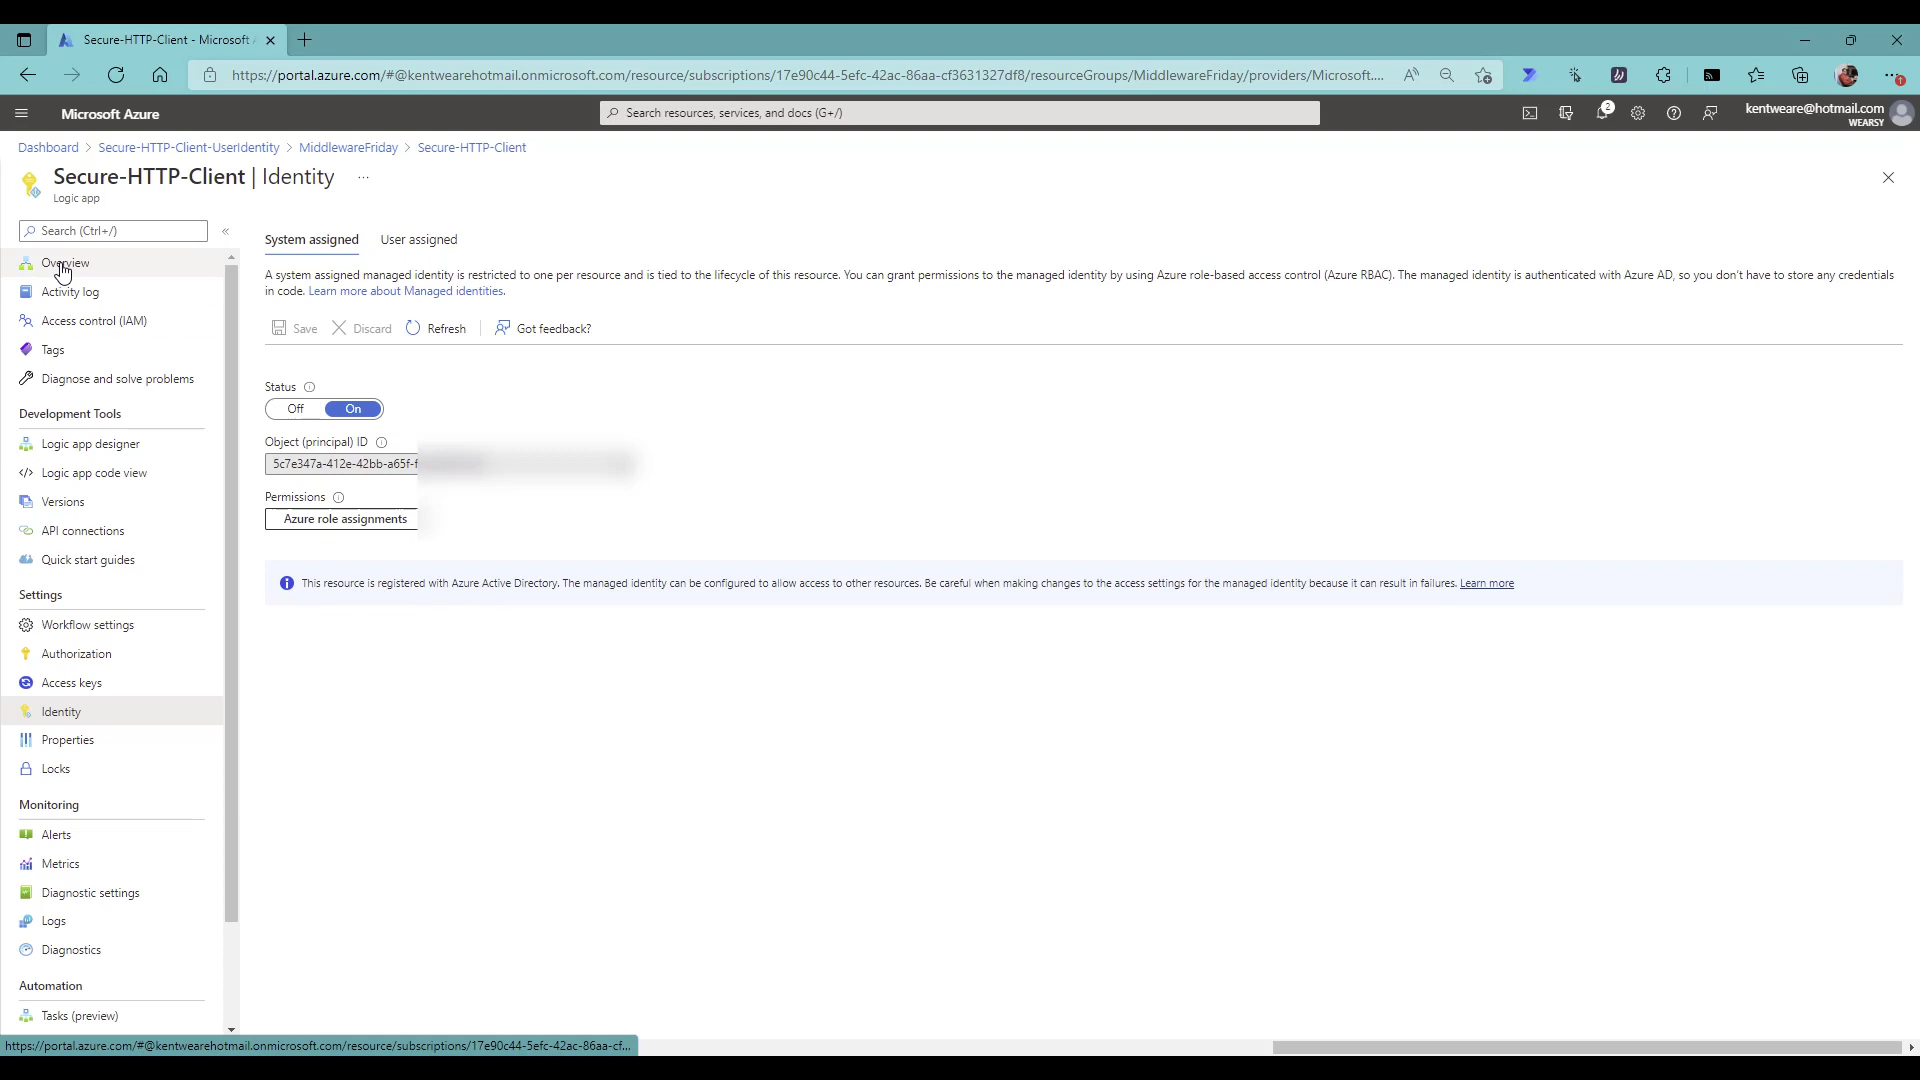 Secure-HTTP-Client - Microsoft A
https://portal.azure.com/#@kentwearehotmail.onmicrosoft.com/resource/subscriptions/17e90c44-5efc-42ac-86aa-cf3631327df8/resourceGroups/MiddlewareFriday/providers/Microsoft....
Microsoft Azure
Search resources, services, and docs (G+/)
2
kentweare@hotmail.com
WEARSY
Dashboard > Secure-HTTP-Client-UserIdentity > MiddlewareFriday > Secure-HTTP-Client
Secure-HTTP-Client | Identity ...
Logic app
Search (Ctrl+/)
«
Overview
Activity log
Access control (IAM)
Tags
Diagnose and solve problems
Development Tools
Logic app designer
Logic app code view
Versions
API connections
Quick start guides
Settings
Workflow settings
Authorization
Access keys
Identity
Properties
Locks
Monitoring
Alerts
Metrics
Diagnostic settings
Logs
Diagnostics
Automation
Tasks (preview)
System assigned User assigned
A system assigned managed identity is restricted to one per resource and is tied to the lifecycle of this resource. You can grant permissions to the managed identity by using Azure role-based access control (Azure RBAC). The managed identity is authenticated with Azure AD, so you don't have to store any credentials
in code. Learn more about Managed identities.
Save Discard Refresh Got feedback?
Status
Off On
Object (principal) ID
5c7e347a-412e-42bb-a65f-f
Permissions
Azure role assignments
This resource is registered with Azure Active Directory. The managed identity can be configured to allow access to other resources. Be careful when making changes to the access settings for the managed identity because it can result in failures. Learn more
https://portal.azure.com/#@kentwearehotmail.onmicrosoft.com/resource/subscriptions/17e90c44-5efc-42ac-86aa-cf...